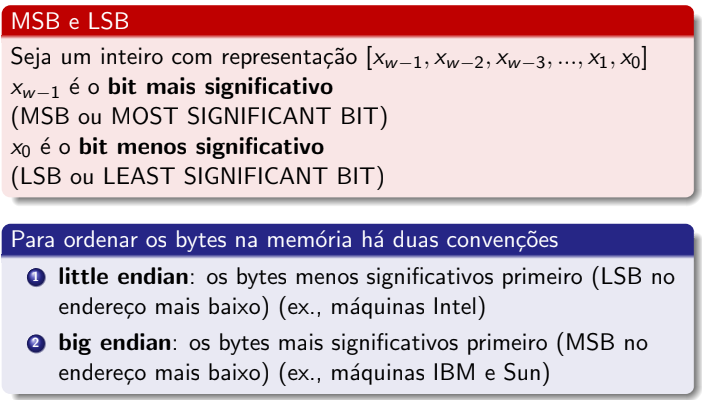 MSB e LSB
Seja um inteiro com representação [x_{w−1}, x_{w−2}, x_{w−3}, ..., x_1, x_0]
x_{w−1} é o bit mais significativo
(MSB ou MOST SIGNIFICANT BIT)
x_0 é o bit menos significativo
(LSB ou LEAST SIGNIFICANT BIT)
Para ordenar os bytes na memória há duas convenções
1 little endian: os bytes menos significativos primeiro (LSB no
endereço mais baixo) (ex., máquinas Intel)
2 big endian: os bytes mais significativos primeiro (MSB no
endereço mais baixo) (ex., máquinas IBM e Sun)